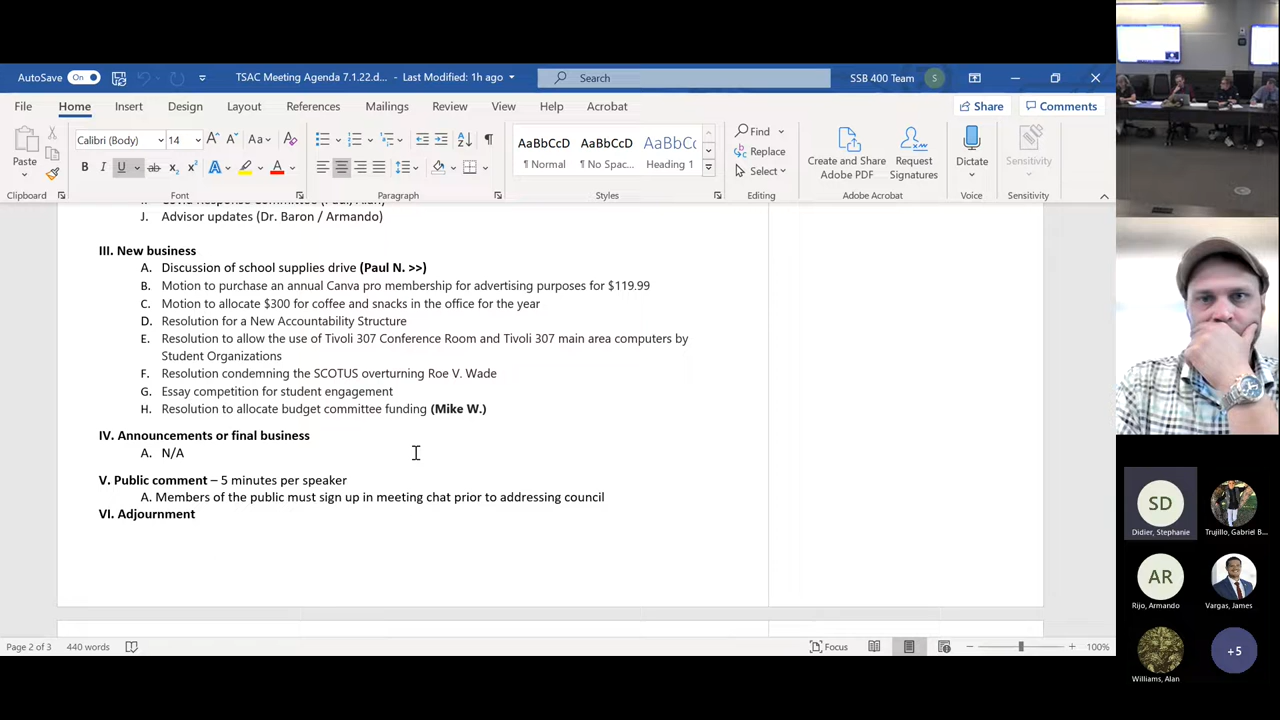 AutoSave
On
TSAC Meeting Agenda 7.1.22.d... - Last Modified: 1h ago
Search
SSB 400 Team
S
File
Home
Insert
Design
Layout
References
Mailings
Review
View
Help
Acrobat
Share
Comments
Calibri (Body)
14
Paste
Clipboard
Font
Paragraph
AaBbCcD
¶ Normal
AaBbCcD
¶ No Spac...
AaBbCc
Heading 1
Styles
Find
Replace
Select
Editing
Create and Share
Adobe PDF
Request
Signatures
Adobe Acrobat
Dictate
Voice
Sensitivity
Sensitivity
J. Advisor updates (Dr. Baron / Armando)
III. New business
A. Discussion of school supplies drive (Paul N. >>)
B. Motion to purchase an annual Canva pro membership for advertising purposes for $119.99
C. Motion to allocate $300 for coffee and snacks in the office for the year
D. Resolution for a New Accountability Structure
E. Resolution to allow the use of Tivoli 307 Conference Room and Tivoli 307 main area computers by
Student Organizations
F. Resolution condemning the SCOTUS overturning Roe V. Wade
G. Essay competition for student engagement
H. Resolution to allocate budget committee funding (Mike W.)
IV. Announcements or final business
A. N/A
V. Public comment – 5 minutes per speaker
A. Members of the public must sign up in meeting chat prior to addressing council
VI. Adjournment
Page 2 of 3
440 words
Focus
100%
SD
Didier, Stephanie
Trujillo, Gabriel B...
AR
Rijo, Armando
Vargas, James
Williams, Alan
+5